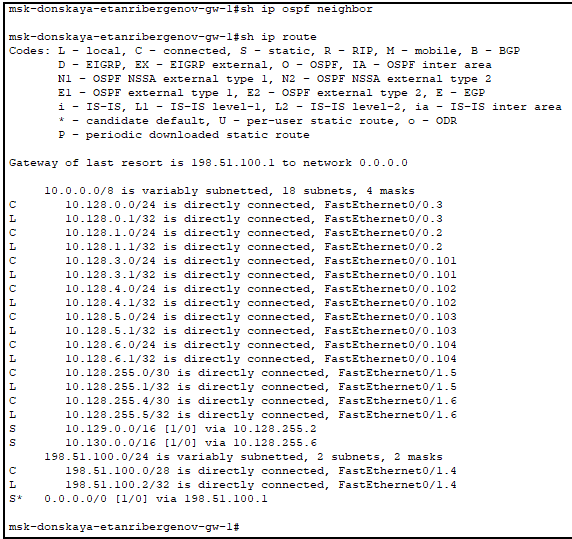 msk-donskaya-etanribergenov-gw-1#sh ip ospf neighbor
msk-donskaya-etanribergenov-gw-1#sh ip route
Codes: L - local, C - connected, S - static, R - RIP, M - mobile, B - BGP
D - EIGRP, EX - EIGRP external, O - OSPF, IA - OSPF inter area
N1 - OSPF NSSA external type 1, N2 - OSPF NSSA external type 2
E1 - OSPF external type 1, E2 - OSPF external type 2, E - EGP
i - IS-IS, L1 - IS-IS level-1, L2 - IS-IS level-2, ia - IS-IS inter area
* - candidate default, U - per-user static route, o - ODR
P - periodic downloaded static route
Gateway of last resort is 198.51.100.1 to network 0.0.0.0
10.0.0.0/8 is variably subnetted, 18 subnets, 4 masks
C 10.128.0.0/24 is directly connected, FastEthernet0/0.3
L 10.128.0.1/32 is directly connected, FastEthernet0/0.3
C 10.128.1.0/24 is directly connected, FastEthernet0/0.2
L 10.128.1.1/32 is directly connected, FastEthernet0/0.2
C 10.128.3.0/24 is directly connected, FastEthernet0/0.101
L 10.128.3.1/32 is directly connected, FastEthernet0/0.101
C 10.128.4.0/24 is directly connected, FastEthernet0/0.102
L 10.128.4.1/32 is directly connected, FastEthernet0/0.102
C 10.128.5.0/24 is directly connected, FastEthernet0/0.103
L 10.128.5.1/32 is directly connected, FastEthernet0/0.103
C 10.128.6.0/24 is directly connected, FastEthernet0/0.104
L 10.128.6.1/32 is directly connected, FastEthernet0/0.104
C 10.128.255.0/30 is directly connected, FastEthernet0/1.5
L 10.128.255.1/32 is directly connected, FastEthernet0/1.5
C 10.128.255.4/30 is directly connected, FastEthernet0/1.6
L 10.128.255.5/32 is directly connected, FastEthernet0/1.6
S 10.129.0.0/16 [1/0] via 10.128.255.2
S 10.130.0.0/16 [1/0] via 10.128.255.6
198.51.100.0/24 is variably subnetted, 2 subnets, 2 masks
C 198.51.100.0/28 is directly connected, FastEthernet0/1.4
L 198.51.100.2/32 is directly connected, FastEthernet0/1.4
S* 0.0.0.0/0 [1/0] via 198.51.100.1
msk-donskaya-etanribergenov-gw-1#